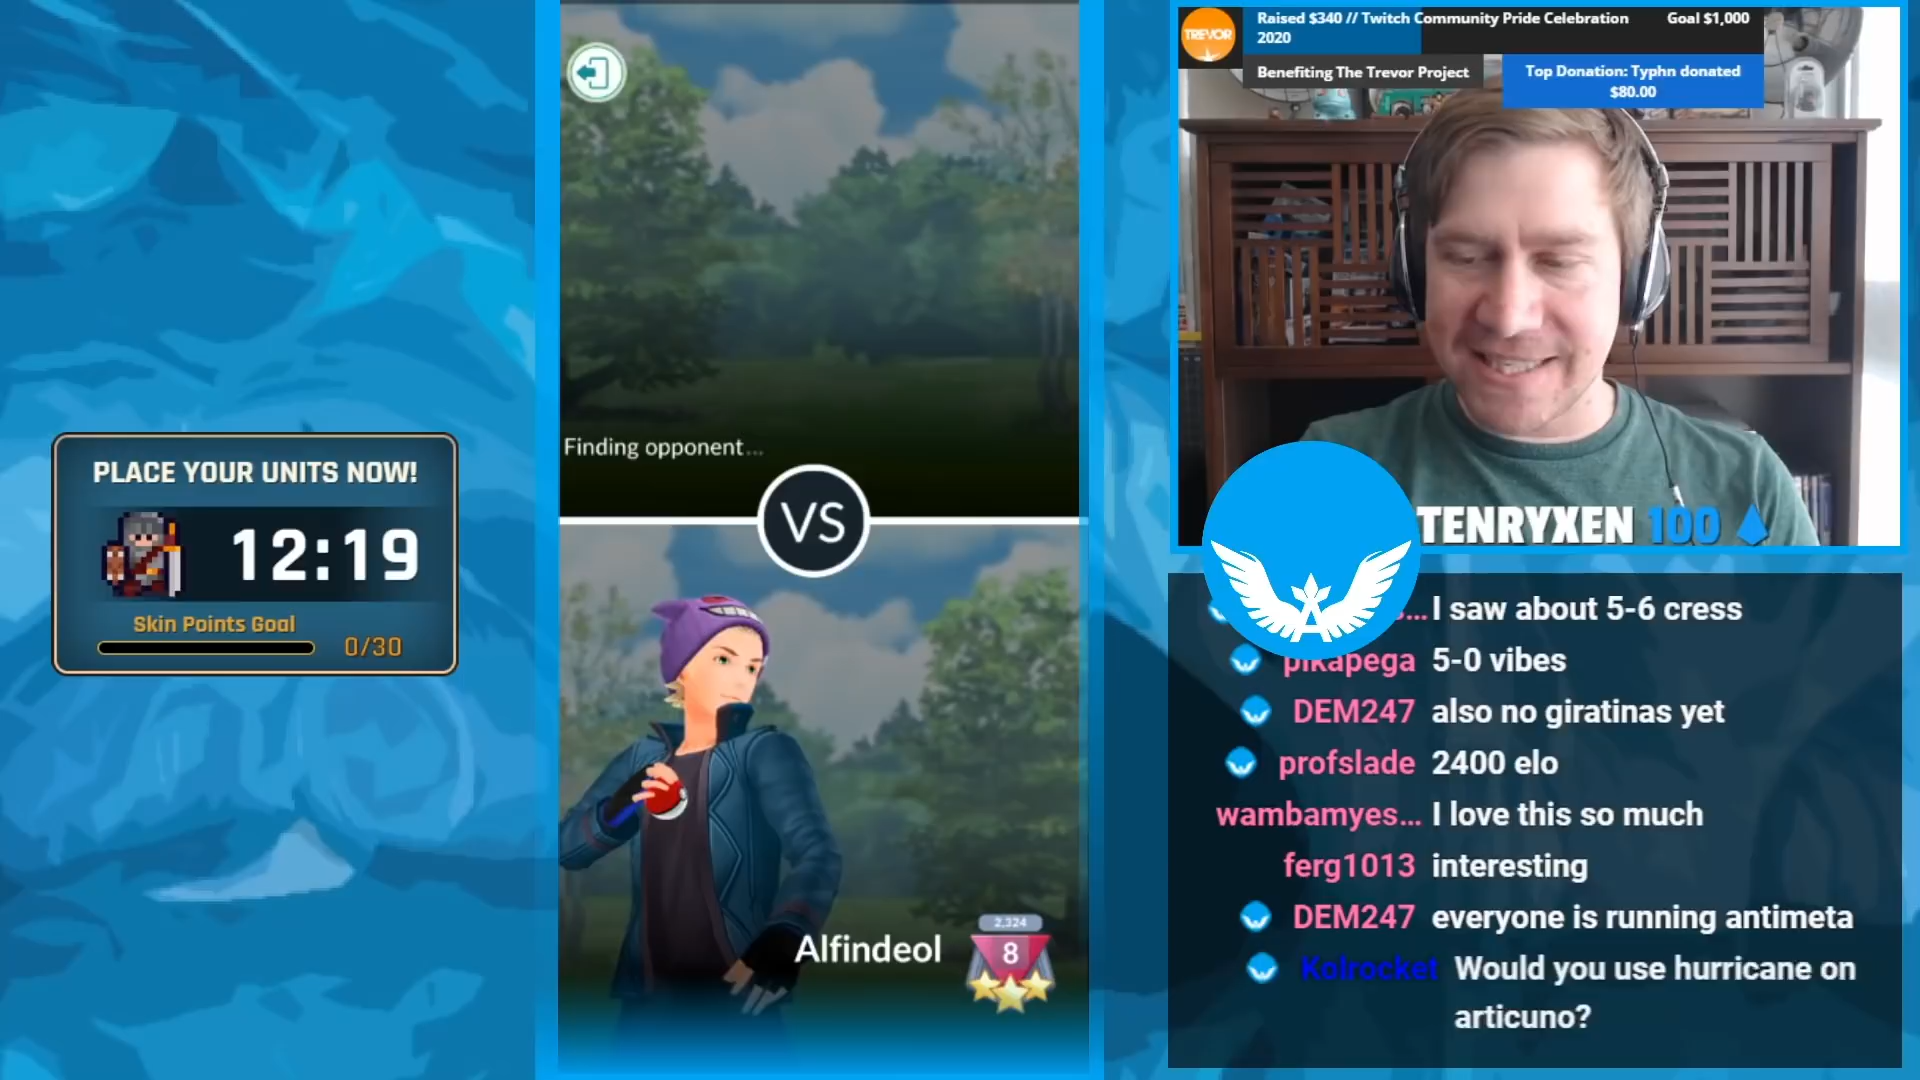 PLACE YOUR UNITS NOW!
12:19
Skin Points Goal
0/30
Finding opponent...
VS
Alfindeol
2,324
8
TREVOR
Raised $340 // Twitch Community Pride Celebration
2020
Goal $1,000
Benefiting The Trevor Project
Top Donation: Typhn donated
$80.00
TENRYXEN 100
... I saw about 5-6 cress
pikapega 5-0 vibes
DEM247 also no giratinas yet
profslade 2400 elo
wambamyes... I love this so much
ferg1013 interesting
DEM247 everyone is running antimeta
Kolrocket Would you use hurricane on
articuno?